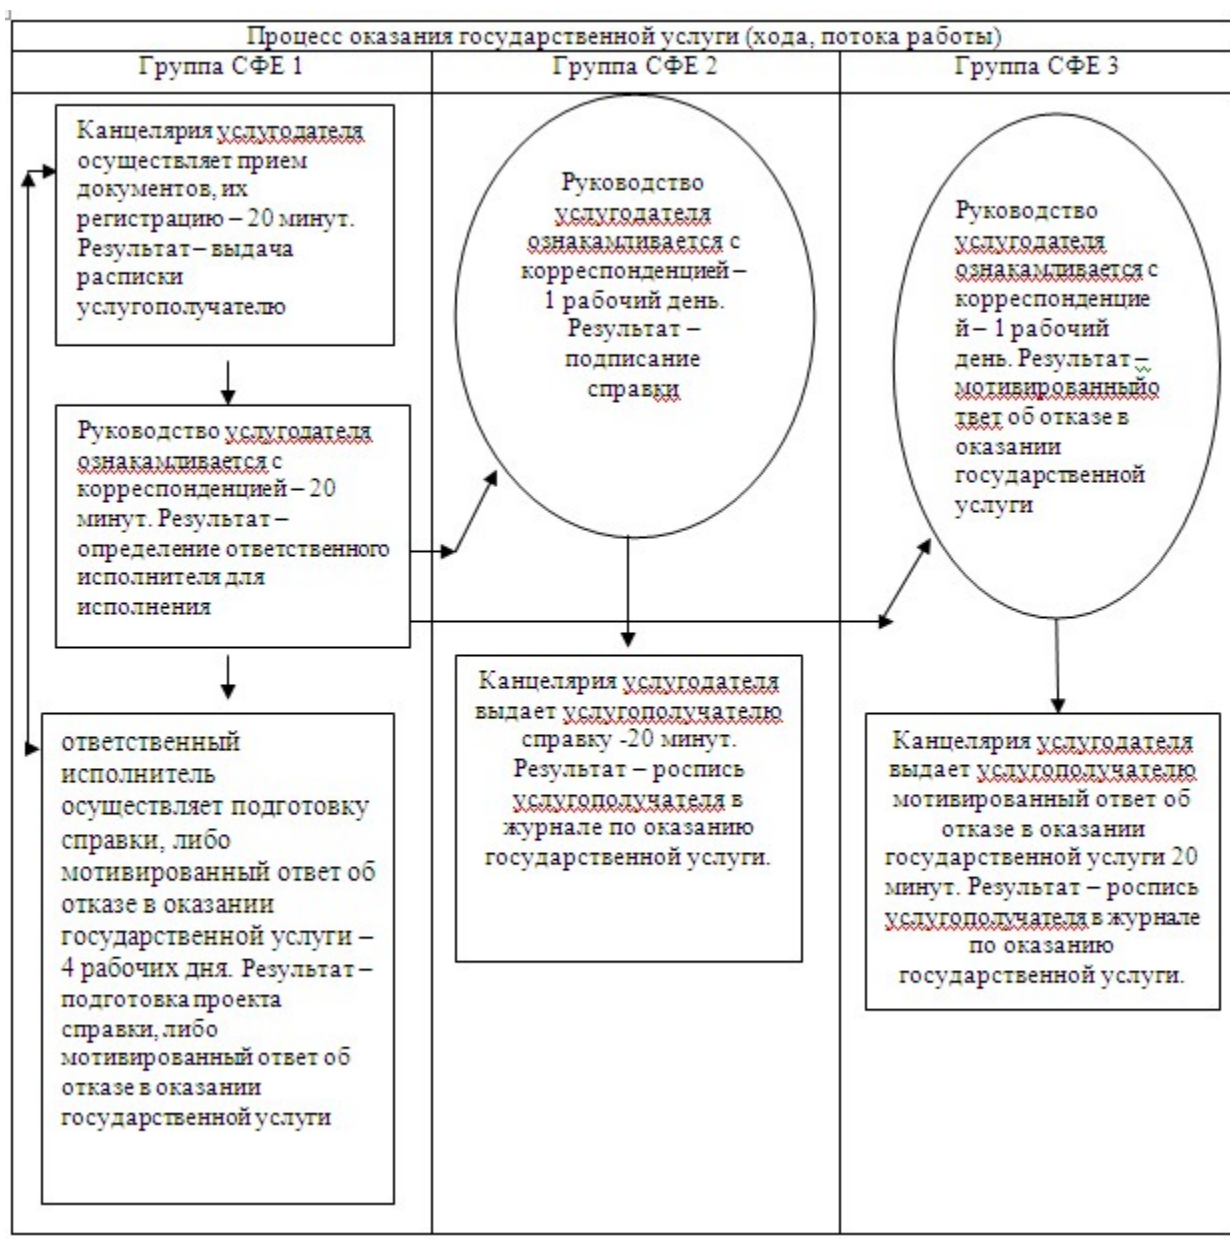 Процесс оказания государственной услуги (хода, потока работы)
Группа СФЕ 1
Группа СФЕ 2
Группа СФЕ 3
Канцелярия услугодателя
осуществляет прием
документов, их
регистрацию – 20 минут.
Результат – выдача
расписки
услугополучателю
Руководство услугодателя
ознакамливается с
корреспонденцией – 20
минут. Результат –
определение ответственного
исполнителя для
исполнения
ответственный
исполнитель
осуществляет подготовку
справки, либо
мотивированный ответ об
отказе в оказании
государственной услуги –
4 рабочих дня. Результат –
подготовка проекта
справки, либо
мотивированный ответ об
отказе в оказании
государственной услуги
Руководство
услугодателя
ознакамливается с
корреспонденцией –
1 рабочий день.
Результат –
подписание
справки
Канцелярия услугодателя
выдает услугополучателю
справку -20 минут.
Результат – роспись
услугополучателя в
журнале по оказанию
государственной услуги.
Руководство
услугодателя
ознакамливается с
корреспонденцие
й – 1 рабочий
день. Результат –
мотивированныйо
твет об отказе в
оказании
государственной
услуги
Канцелярия услугодателя
выдает услугополучателю
мотивированный ответ об
отказе в оказании
государственной услуги 20
минут. Результат – роспись
услугополучателя в журнале
по оказанию
государственной услуги.